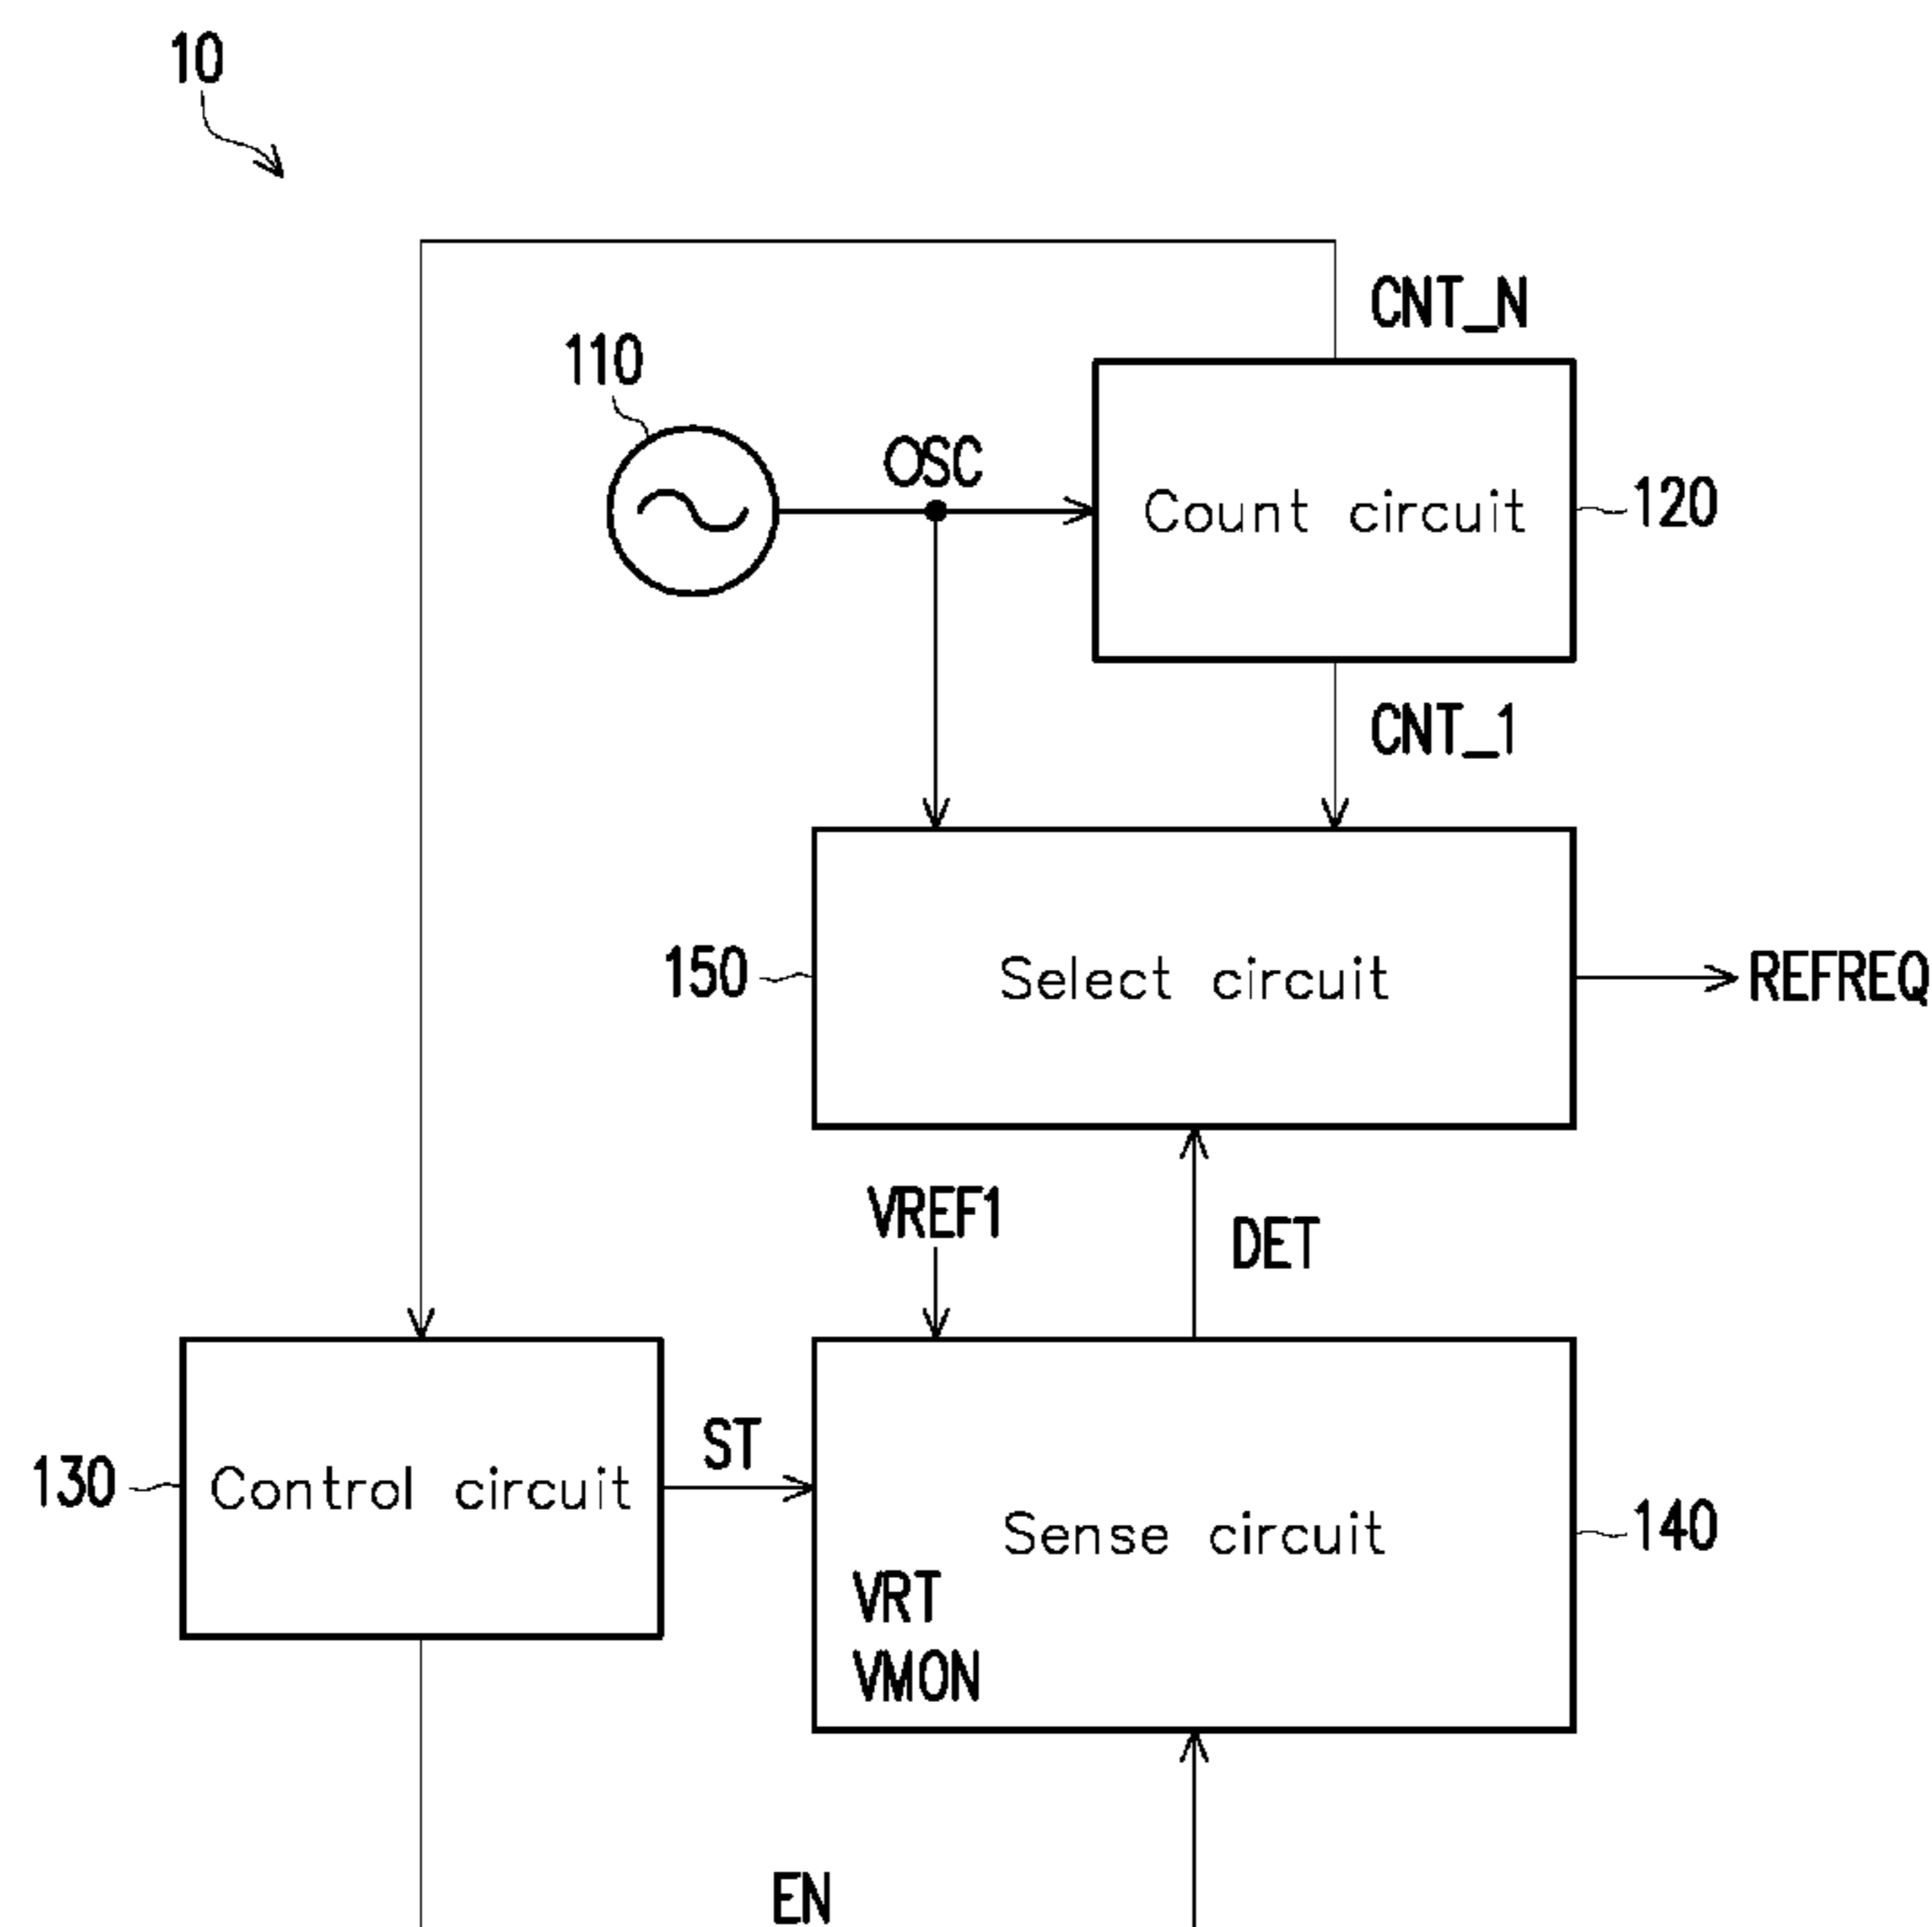 10
CNT_N
110
OSC
Count circuit
120
CNT_1
150
Select circuit
REFREQ
VREF1
DET
130
Control circuit
ST
Sense circuit
140
VRT
VMON
EN